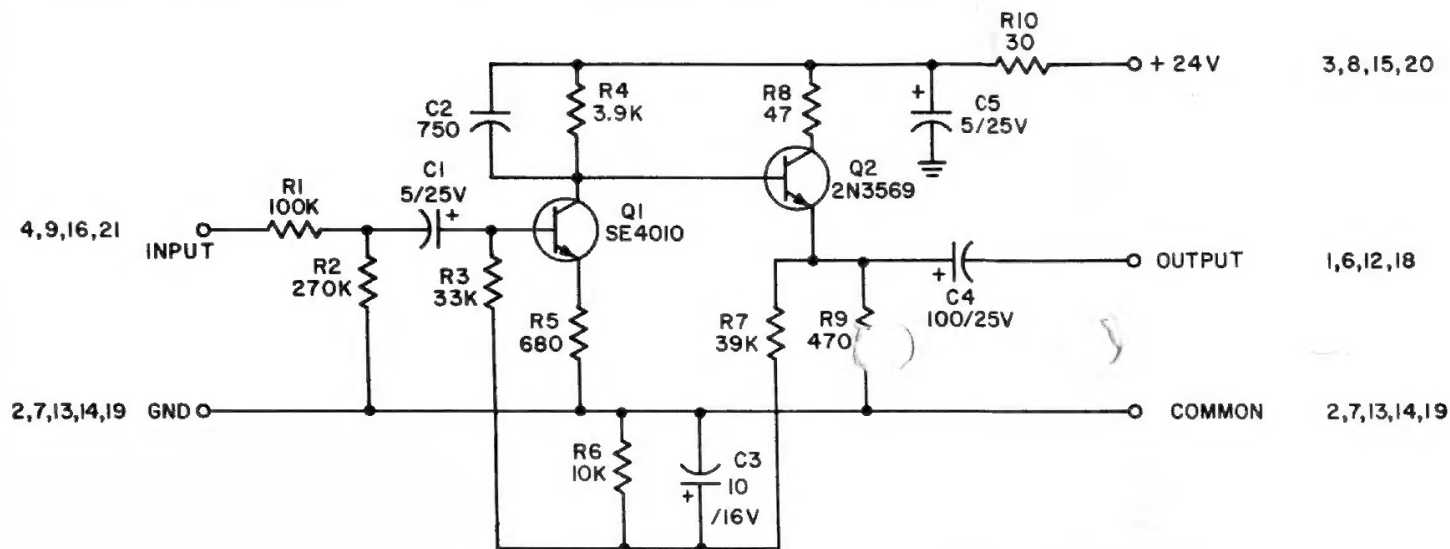 R10
30
+ 24V
3,8,15,20
R4
3.9K
R8
47
+
C5
5/25V
C2
750
C1
5/25V
+
Q2
2N3569
R1
100K
4,9,16,21
INPUT
Q1
SE4010
R2
270K
R3
33K
OUTPUT
1,6,12,18
+
C4
100/25V
R5
680
R7
39K
R9
470
2,7,13,14,19
GND
COMMON
2,7,13,14,19
R6
10K
C3
10
/16V
+